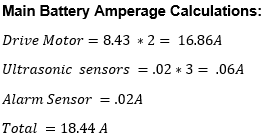 Main Battery Amperage Calculations:
Drive Motor = 8.43 * 2 = 16.86A
Ultrasonic sensors = .02 * 3 = .06A
Alarm Sensor = .02A
Total = 18.44 A